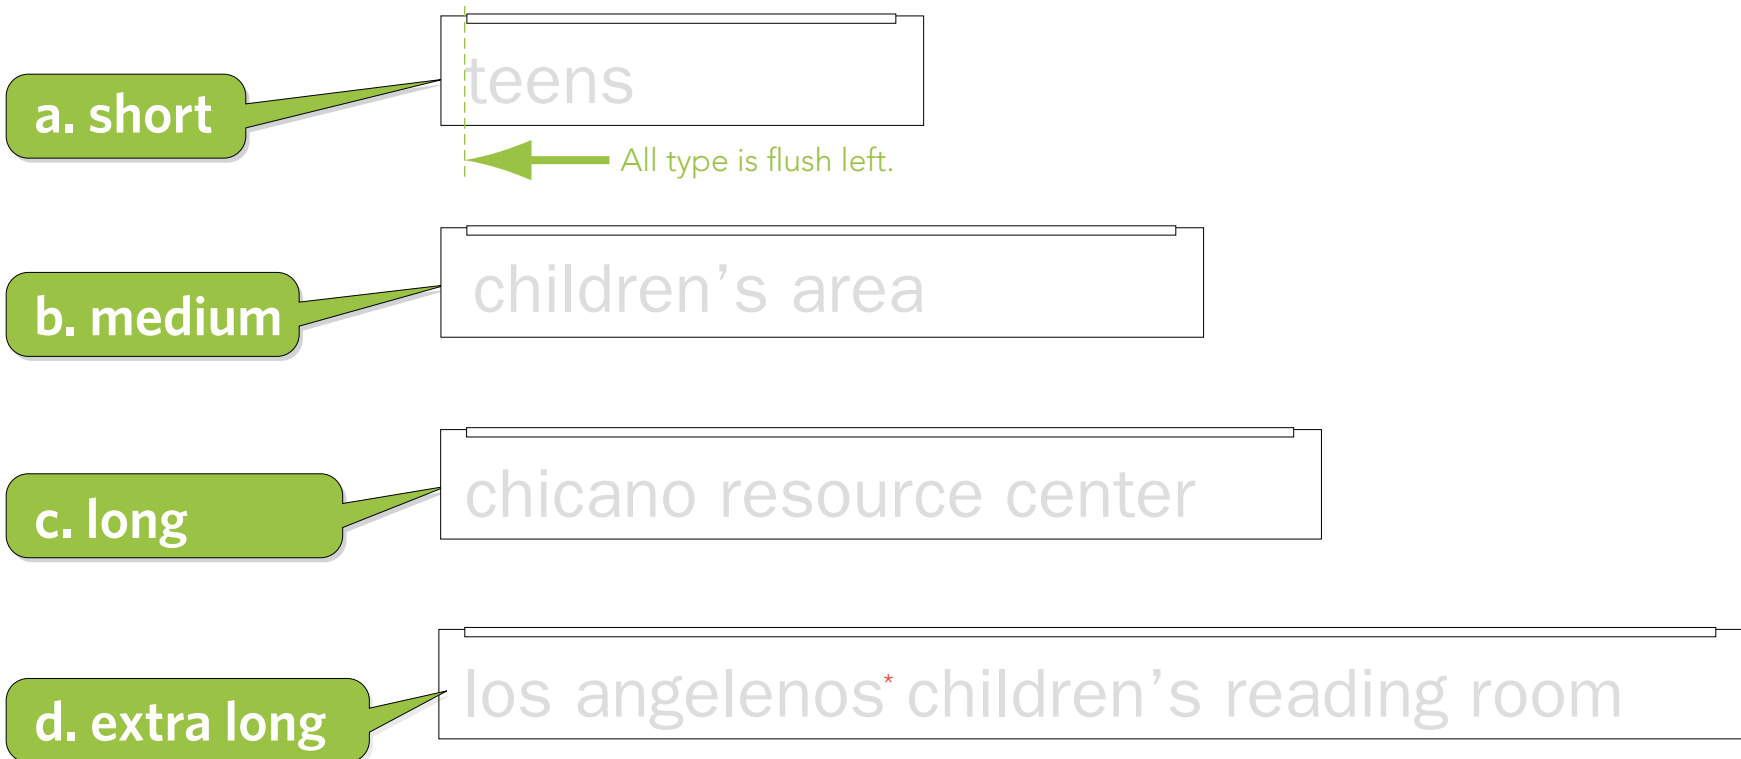 teens
a. short
All type is flush left.
children’s area
b. medium
chicano resource center
c. long
los angelenos* children’s reading room
d. extra long